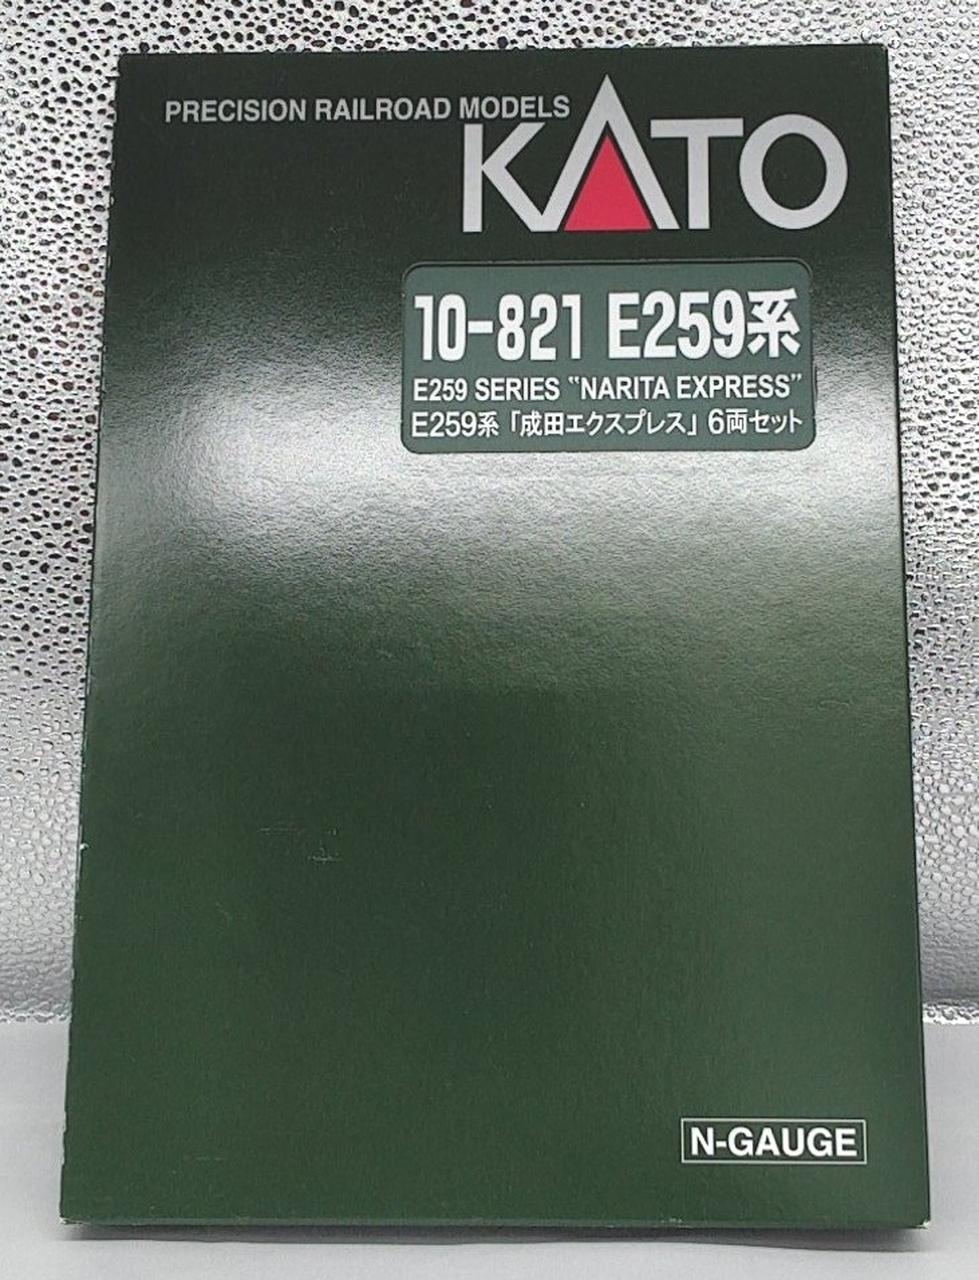 PRECISION RAILROAD MODELS
KATO
10-821 E259系
E259 SERIES "NARITA EXPRESS"
E259系「成田エクスプレス」6両セット
N-GAUGE